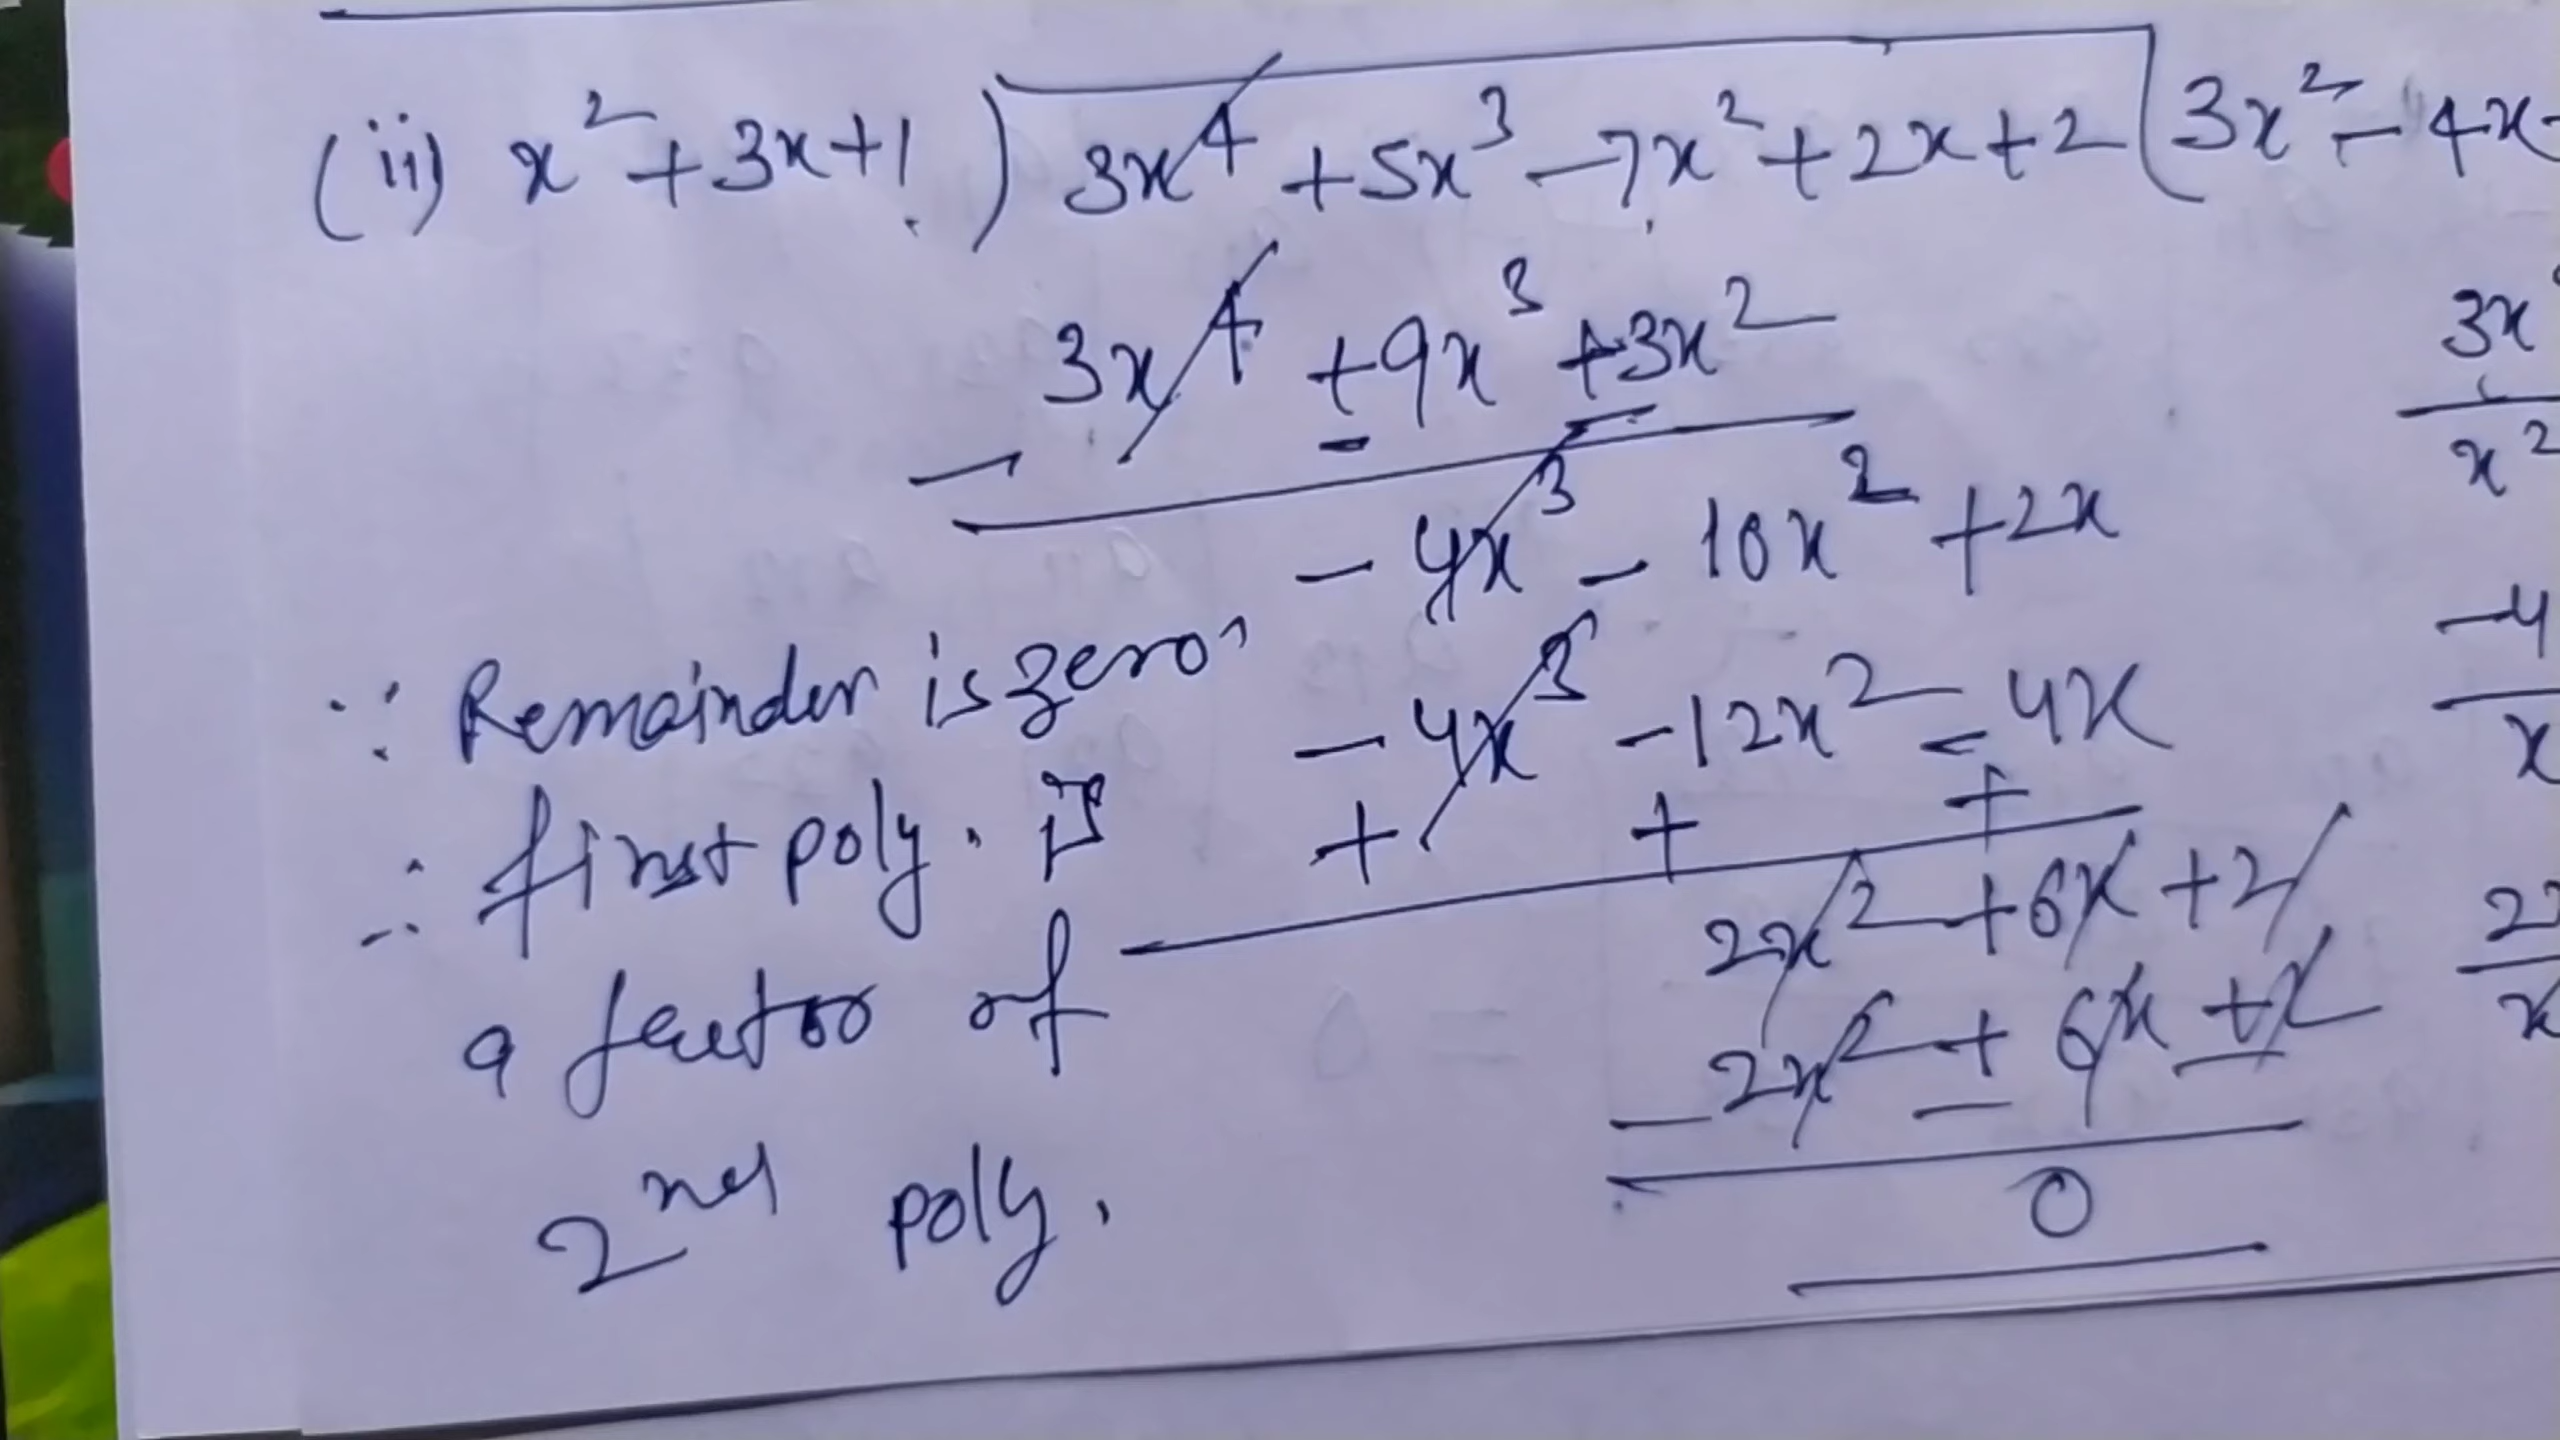 (ii) x² + 3x + 1 ) 3x⁴ + 5x³ - 7x² + 2x + 2 ( 3x² - 4x
3x⁴ + 9x³ + 3x²
- - -
3x
x²
- 4x³ - 10x² + 2x
-4
x
∵ Remainder is zero,
- 4x³ - 12x² - 4x
+ + +
∴ first poly. is
a factor of
2nd poly.
2x² + 6x + 2
2x² + 6x + 2
- - -
0
2
x